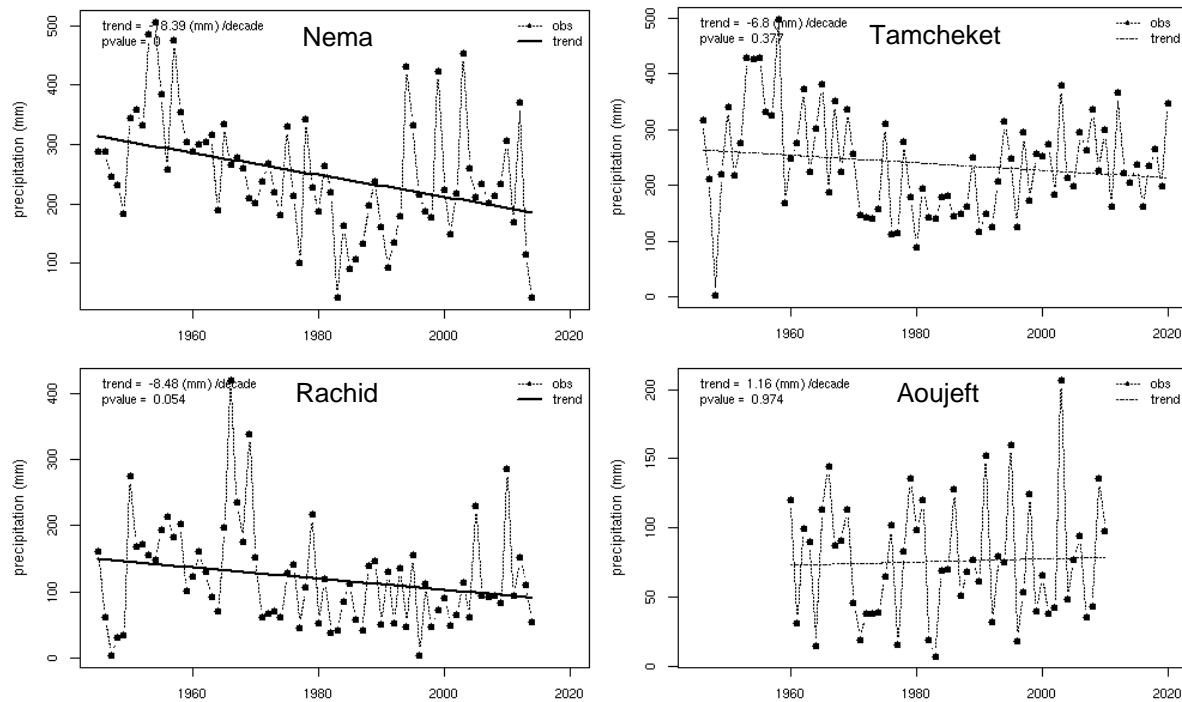 trend = -18.39 (mm) /decade
pvalue = 0
Nema
obs
trend
precipitation (mm)
500
400
300
200
100
1960
1980
2000
2020
trend = -6.8 (mm) /decade
pvalue = 0.377
Tamcheket
obs
trend
precipitation (mm)
500
400
300
200
100
0
1960
1980
2000
2020
trend = -8.48 (mm) /decade
pvalue = 0.054
Rachid
obs
trend
precipitation (mm)
400
300
200
100
0
1960
1980
2000
2020
trend = 1.16 (mm) /decade
pvalue = 0.974
Aoujeft
obs
trend
precipitation (mm)
200
150
100
50
0
1960
1980
2000
2020